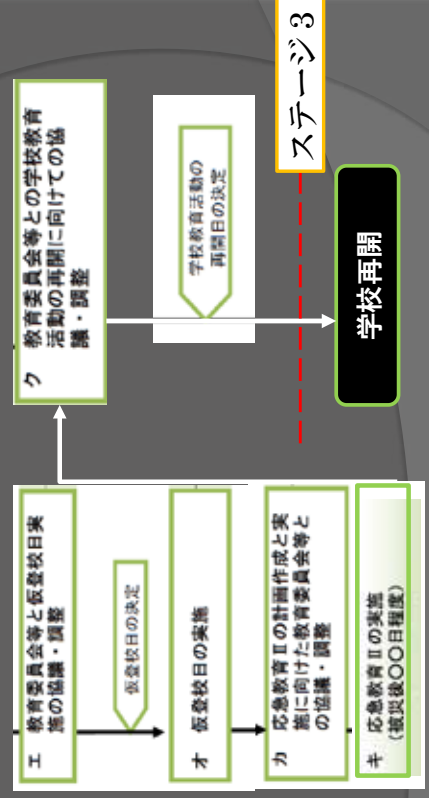 エ 教育委員会等と仮登校日実
施の協議・調整
仮登校日の決定
オ 仮登校日の実施
カ 応急教育Ⅱの計画作成と実
施に向けた教育委員会等と
の協議・調整
キ 応急教育Ⅱの実施
(被災後〇〇日程度)
ク 教育委員会等との学校教育
活動の再開に向けての協
議・調整
学校教育活動の
再開日の決定
ステージ3
学校再開